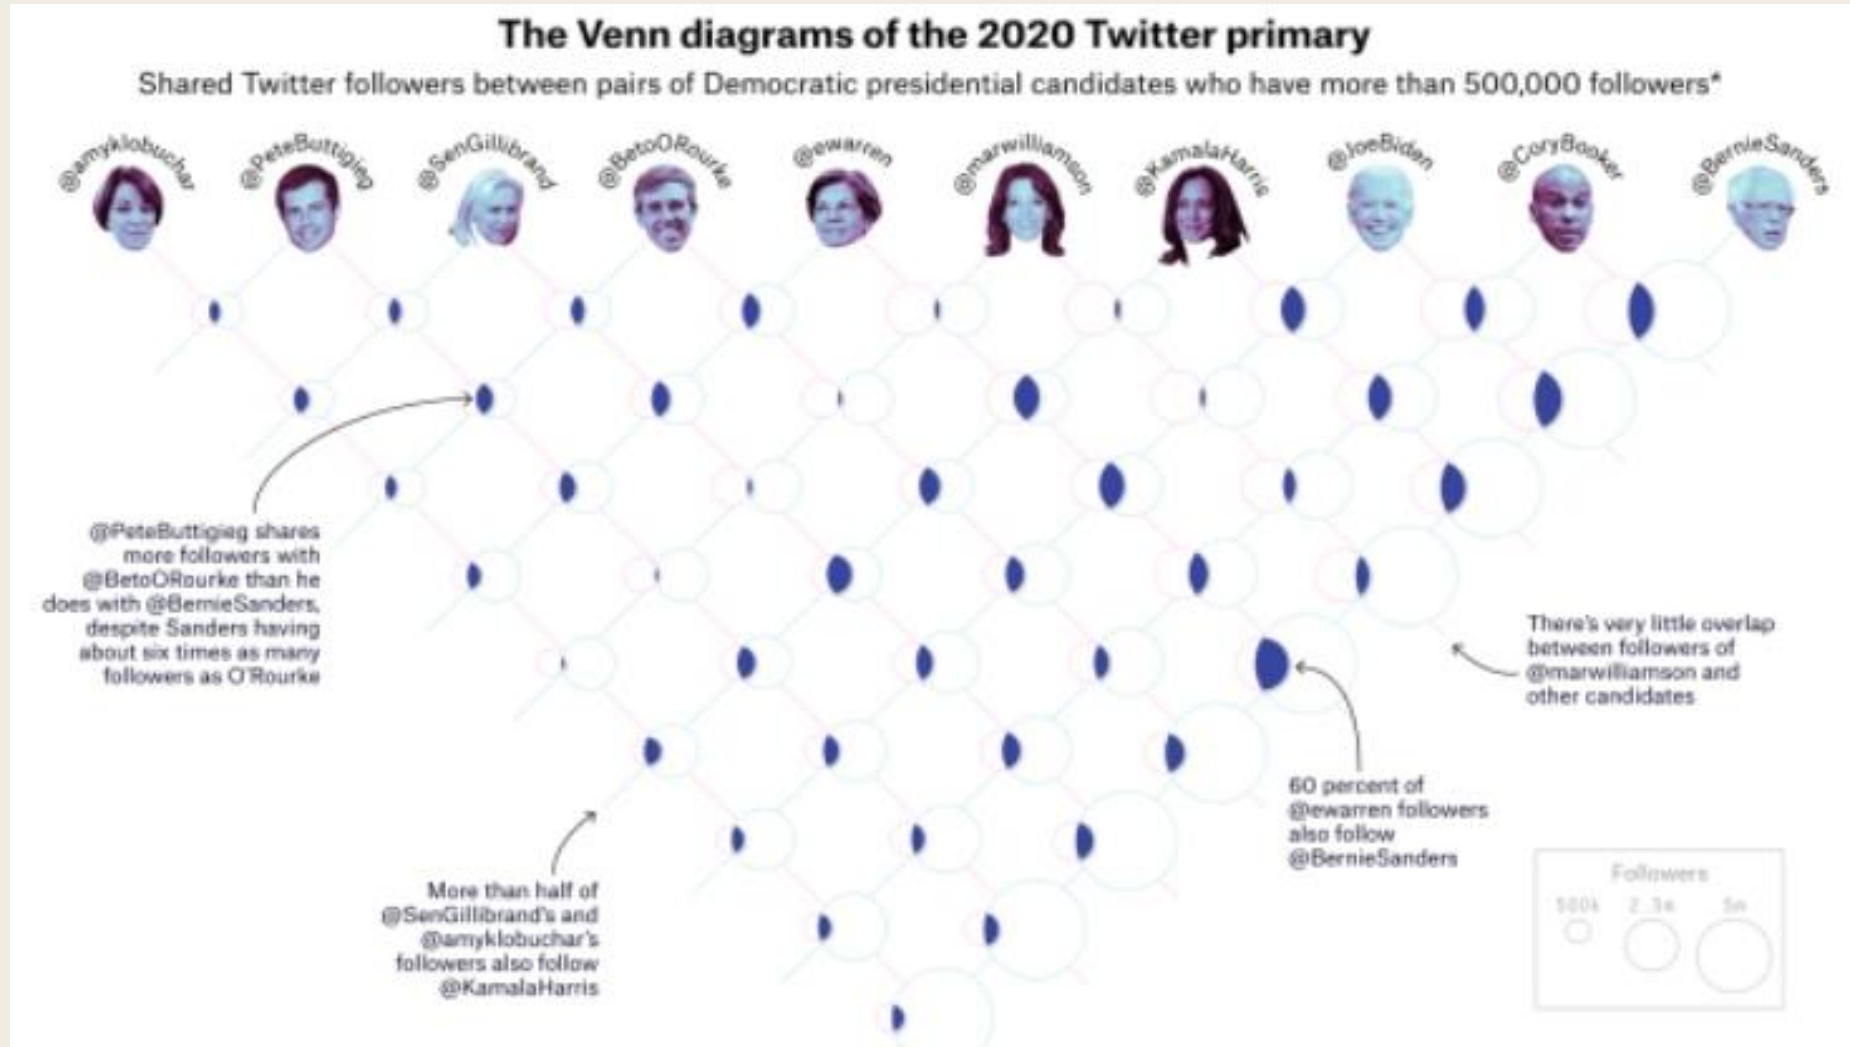 The Venn diagrams of the 2020 Twitter primary
Shared Twitter followers between pairs of Democratic presidential candidates who have more than 500,000 followers*
@amyklobuchar
@PeteButtigieg
@SenGillibrand
@BetoORourke
@ewarren
@marwilliamson
@KamalaHarris
@JoeBiden
@CoryBooker
@BernieSanders
@PeteButtigieg shares
more followers with
@BetoORourke than he
does with @BernieSanders,
despite Sanders having
about six times as many
followers as O'Rourke
There's very little overlap
between followers of
@marwilliamson and
other candidates
60 percent of
@ewarren followers
also follow
@BernieSanders
More than half of
@SenGillibrand's and
@amyklobuchar's
followers also follow
@KamalaHarris
Followers
500k 2.5m 5m